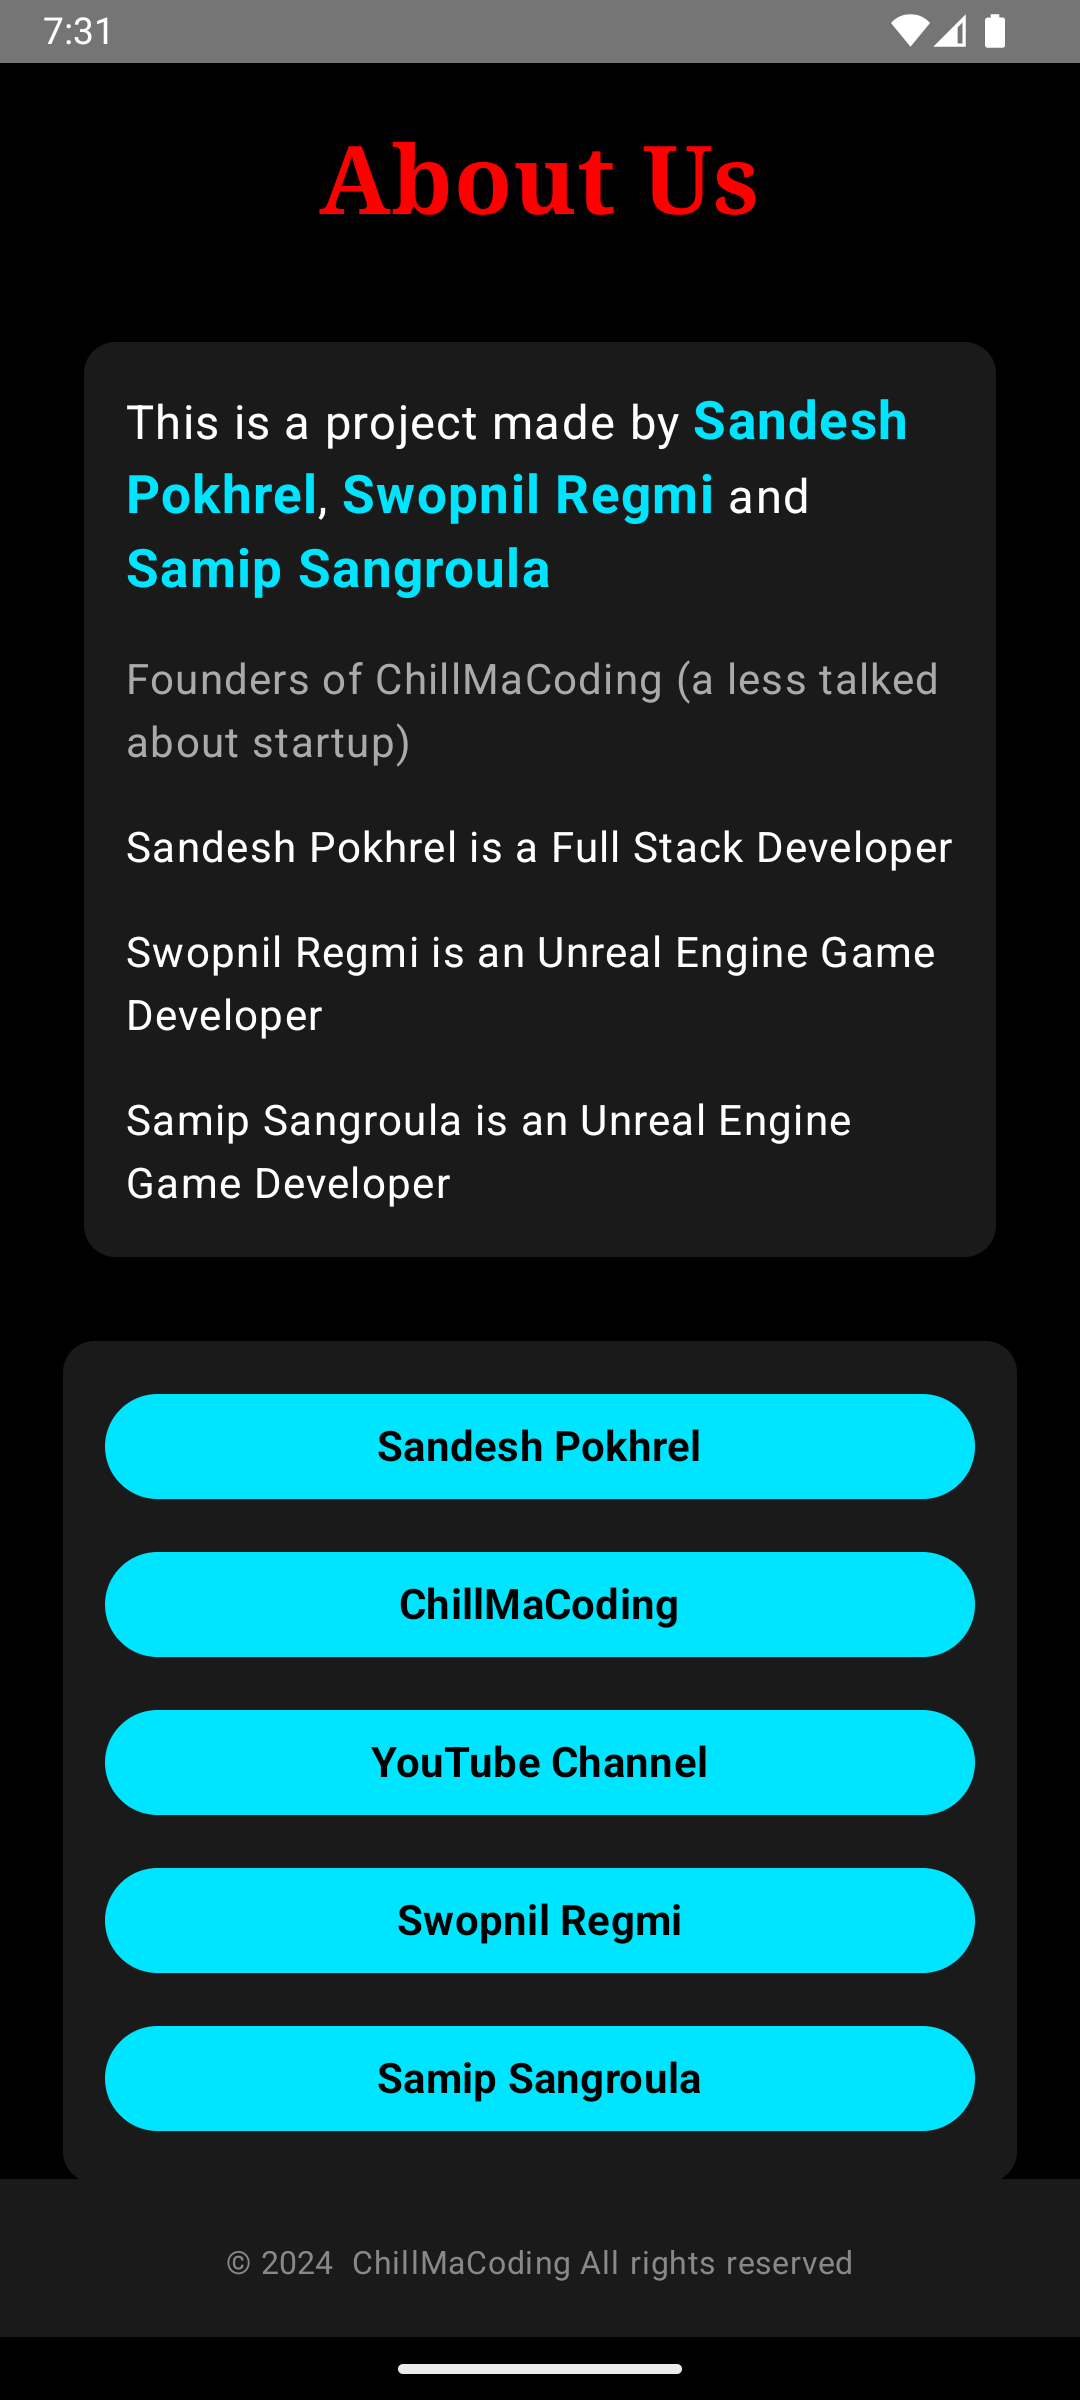 7:31
About Us
This is a project made by Sandesh
Pokhrel, Swopnil Regmi and
Samip Sangroula
Founders of ChillMaCoding (a less talked
about startup)
Sandesh Pokhrel is a Full Stack Developer
Swopnil Regmi is an Unreal Engine Game
Developer
Samip Sangroula is an Unreal Engine
Game Developer
Sandesh Pokhrel
ChillMaCoding
YouTube Channel
Swopnil Regmi
Samip Sangroula
© 2024  ChillMaCoding All rights reserved